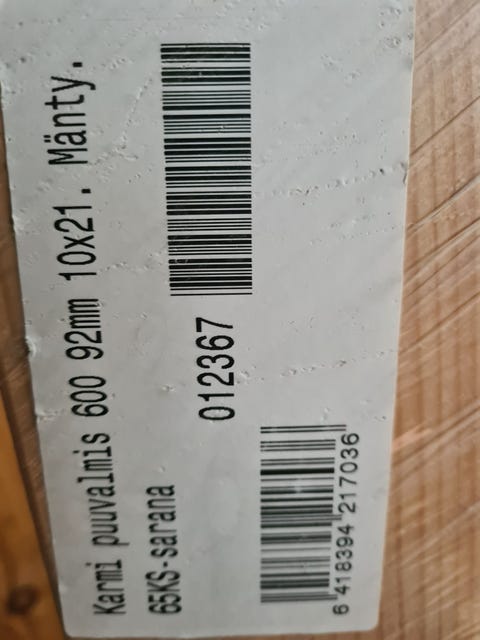 Karmi puuvalmis 600 92mm 10x21. Mänty.
65KS-sarana
012367
6 418394 217036